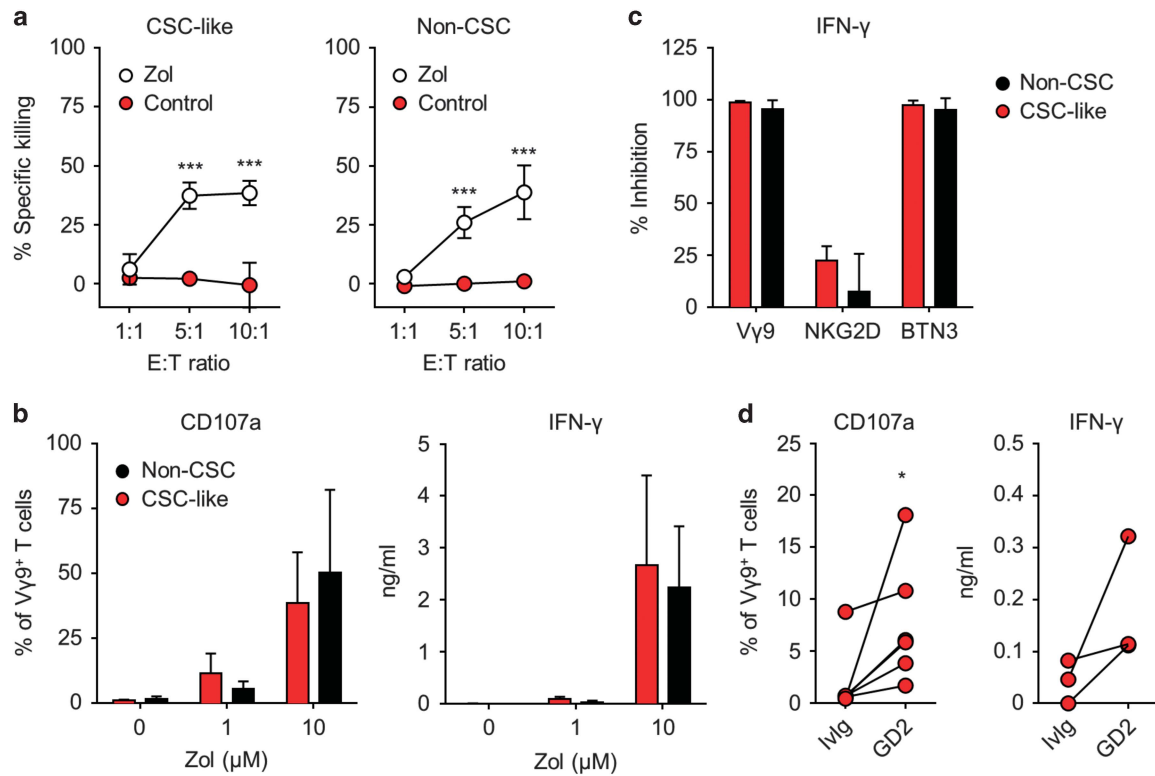 a
CSC-like
100
75
50
25
0
% Specific killing
Zol
Control
***
***
1:1 5:1 10:1
E:T ratio
Non-CSC
100
75
50
25
0
Zol
Control
***
***
1:1 5:1 10:1
E:T ratio
c
IFN-γ
125
100
75
50
25
0
% Inhibition
Vγ9 NKG2D BTN3
Non-CSC
CSC-like
b
CD107a
100
75
50
25
0
% of Vγ9⁺ T cells
Non-CSC
CSC-like
0 1 10
IFN-γ
5
4
3
2
1
0
ng/ml
0 1 10
Zol (μM)
Zol (μM)
d
CD107a
25
20
15
10
5
0
% of Vγ9⁺ T cells
*
IvIg GD2
IFN-γ
0.5
0.4
0.3
0.2
0.1
0
ng/ml
IvIg GD2